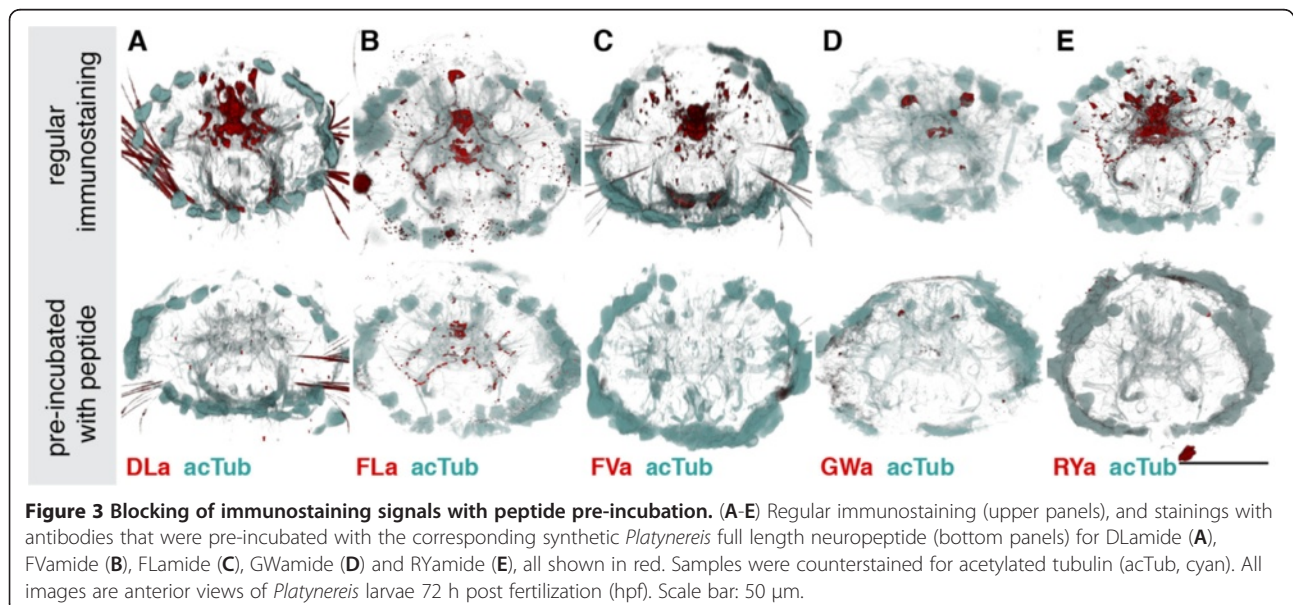 A B C D E
regular
immunostaining
pre-incubated
with peptide
DLa acTub FLa acTub FVa acTub GWa acTub RYa acTub
Figure 3 Blocking of immunostaining signals with peptide pre-incubation. (A-E) Regular immunostaining (upper panels), and stainings with
antibodies that were pre-incubated with the corresponding synthetic Platynereis full length neuropeptide (bottom panels) for DLamide (A),
FVamide (B), FLamide (C), GWamide (D) and RYamide (E), all shown in red. Samples were counterstained for acetylated tubulin (acTub, cyan). All
images are anterior views of Platynereis larvae 72 h post fertilization (hpf). Scale bar: 50 μm.